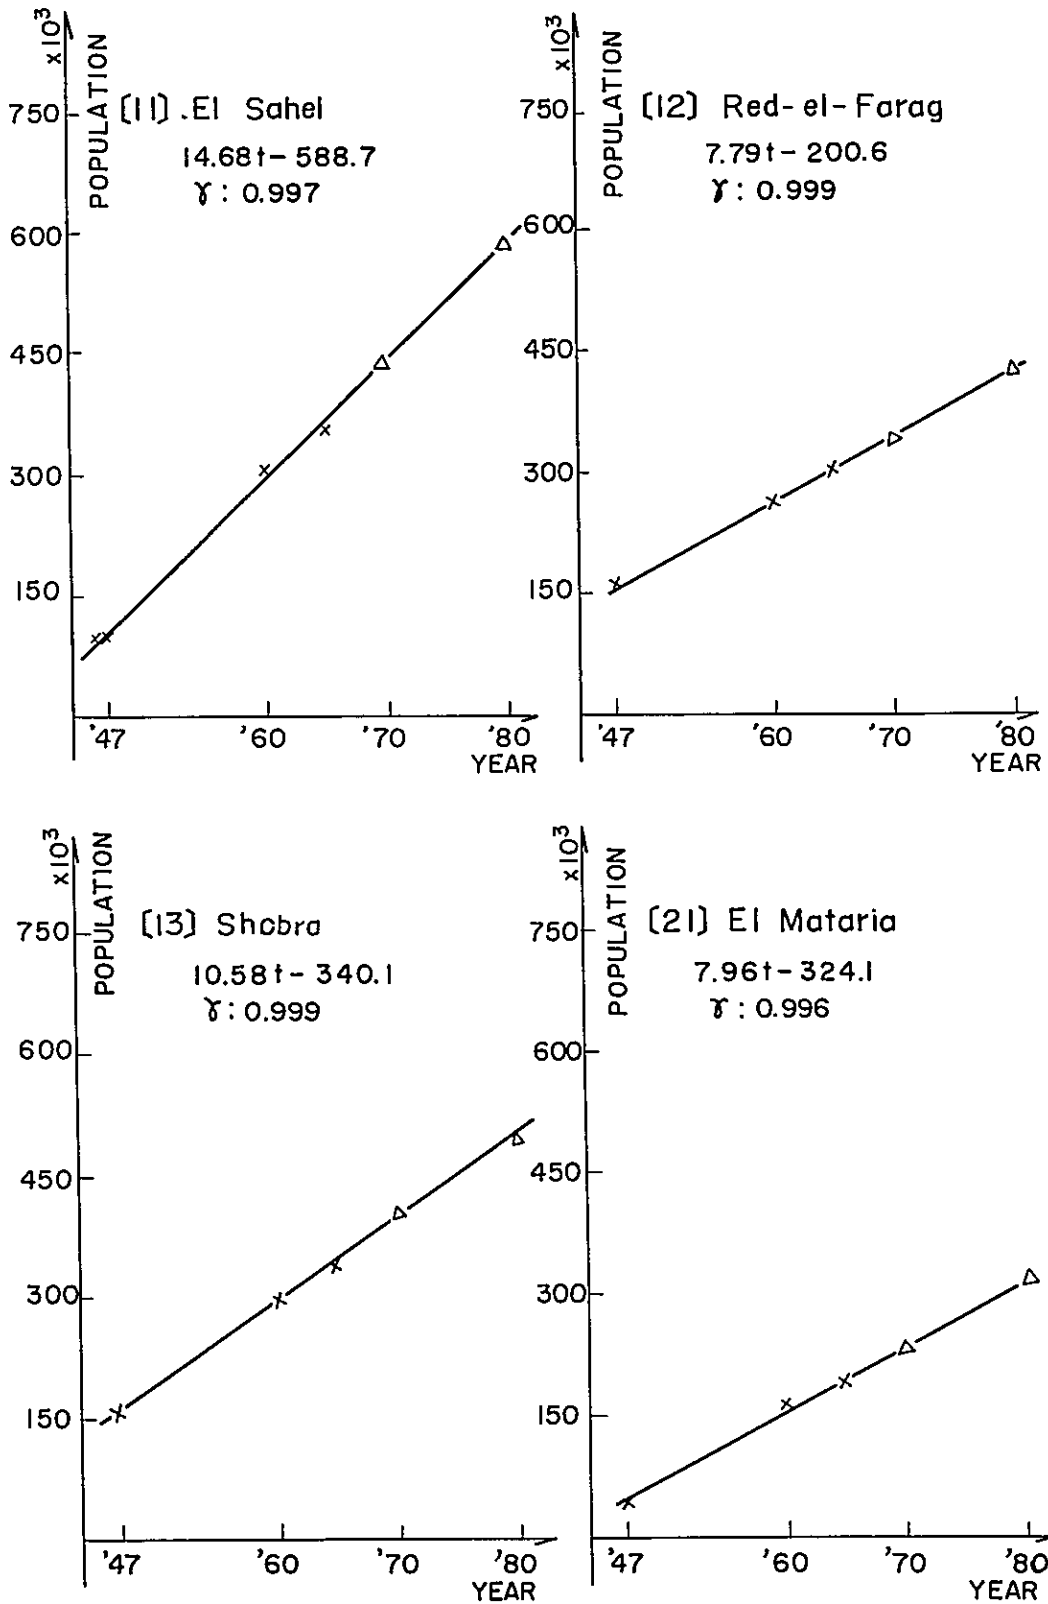 ×10³
POPULATION
[11] .El Sahel
14.68t-588.7
γ: 0.997
750
600
450
300
150
'47 '60 '70 '80
YEAR
×10³
POPULATION
[12] Red-el-Farag
7.79t-200.6
γ: 0.999
750
600
450
300
150
'47 '60 '70 '80
YEAR
×10³
POPULATION
[13] Shobra
10.58t-340.1
γ: 0.999
750
600
450
300
150
'47 '60 '70 '80
YEAR
×10³
POPULATION
[21] El Mataria
7.96t-324.1
γ: 0.996
750
600
450
300
150
'47 '60 '70 '80
YEAR